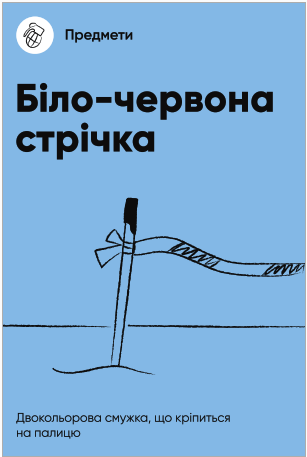 Предмети
Біло-червона
стрічка
Двокольорова смужка, що кріпиться
на палицю